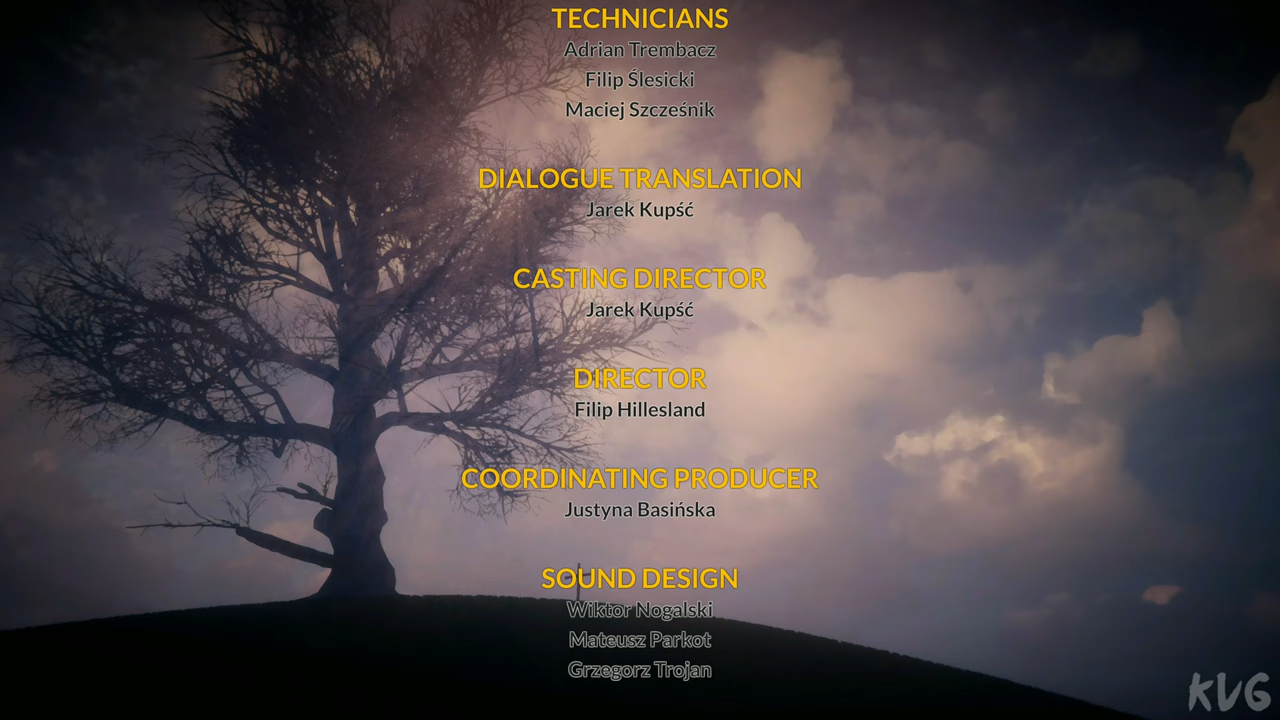 TECHNICIANS
Adrian Trembacz
Filip Ślesicki
Maciej Szcześnik
DIALOGUE TRANSLATION
Jarek Kupść
CASTING DIRECTOR
Jarek Kupść
DIRECTOR
Filip Hillesland
COORDINATING PRODUCER
Justyna Basińska
SOUND DESIGN
Wiktor Nogalski
Mateusz Parkot
Grzegorz Trojan
KVG